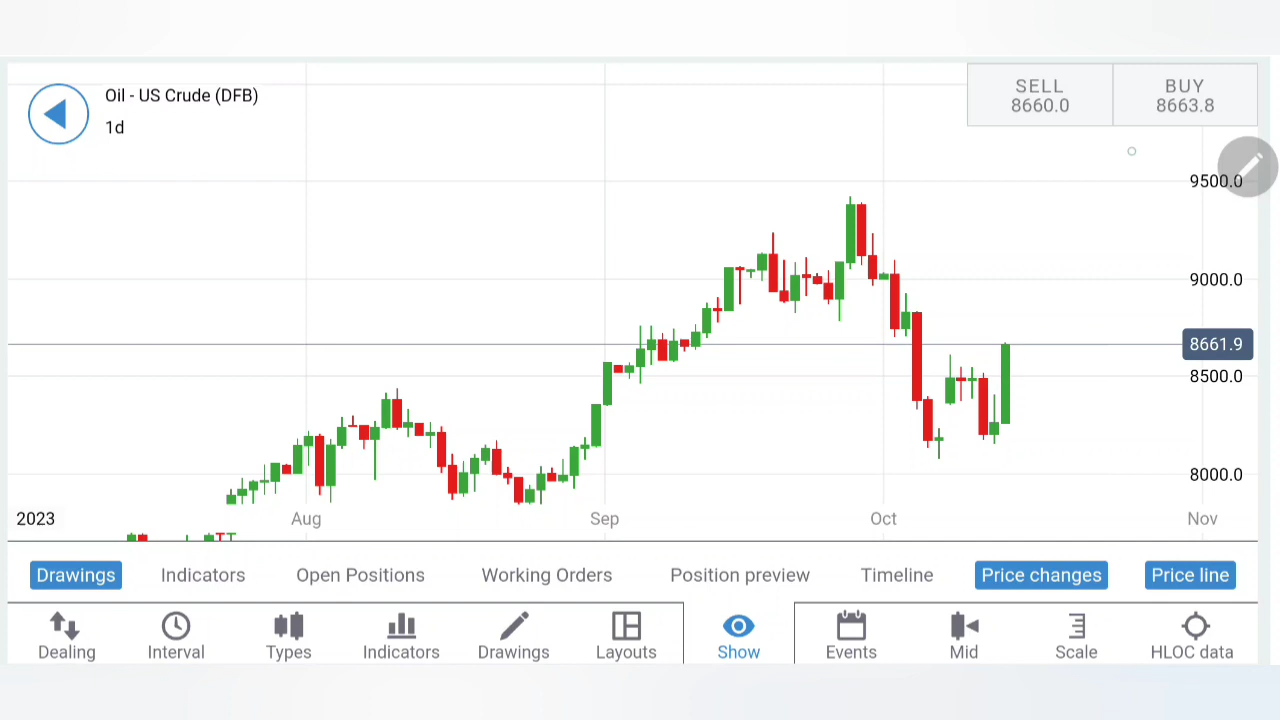 Oil - US Crude (DFB)
1d
SELL
8660.0
BUY
8663.8
9500.0
9000.0
8661.9
8500.0
8000.0
2023 Aug Sep Oct Nov
Drawings Indicators Open Positions Working Orders Position preview Timeline Price changes Price line
Dealing Interval Types Indicators Drawings Layouts Show Events Mid Scale HLOC data